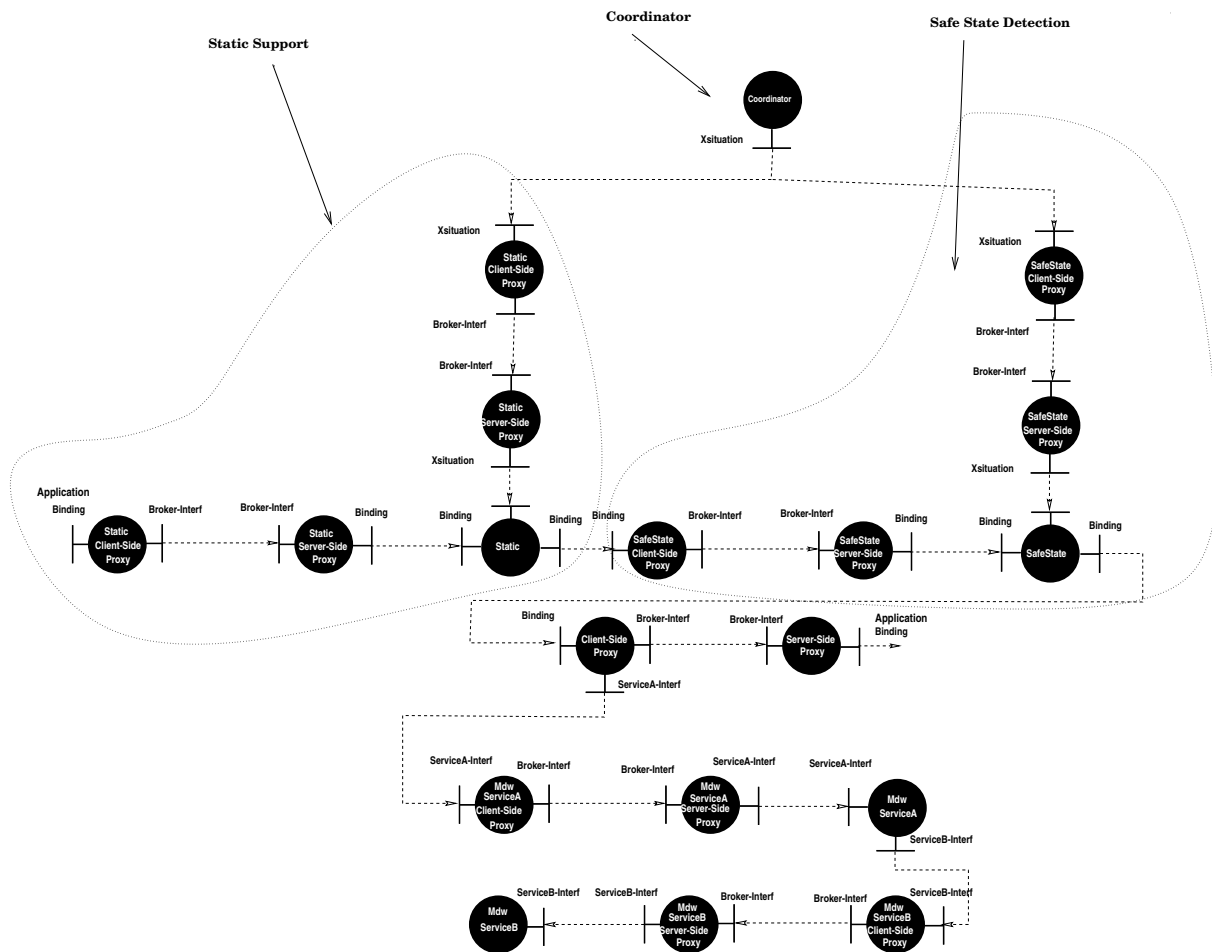 Coordinator
Static Support
Safe State Detection
Coordinator
Xsituation
Xsituation
Static
Client-Side
Proxy
Broker-Interf
Broker-Interf
Static
Server-Side
Proxy
Xsituation
Xsituation
SafeState
Client-Side
Proxy
Broker-Interf
Broker-Interf
SafeState
Server-Side
Proxy
Xsituation
Application
Binding
Static
Client-Side
Proxy
Broker-Interf
Broker-Interf
Static
Server-Side
Proxy
Binding
Binding
Static
Binding
Binding
SafeState
Client-Side
Proxy
Broker-Interf
Broker-Interf
SafeState
Server-Side
Proxy
Binding
Binding
SafeState
Binding
Binding
Client-Side
Proxy
Broker-Interf
ServiceA-Interf
Broker-Interf
Server-Side
Proxy
Application
Binding
ServiceA-Interf
Mdw
ServiceA
Client-Side
Proxy
Broker-Interf
Broker-Interf
Mdw
ServiceA
Server-Side
Proxy
ServiceA-Interf
ServiceA-Interf
Mdw
ServiceA
ServiceB-Interf
Mdw
ServiceB
ServiceB-Interf
ServiceB-Interf
Mdw
ServiceB
Server-Side
Proxy
Broker-Interf
Broker-Interf
Mdw
ServiceB
Client-Side
Proxy
ServiceB-Interf